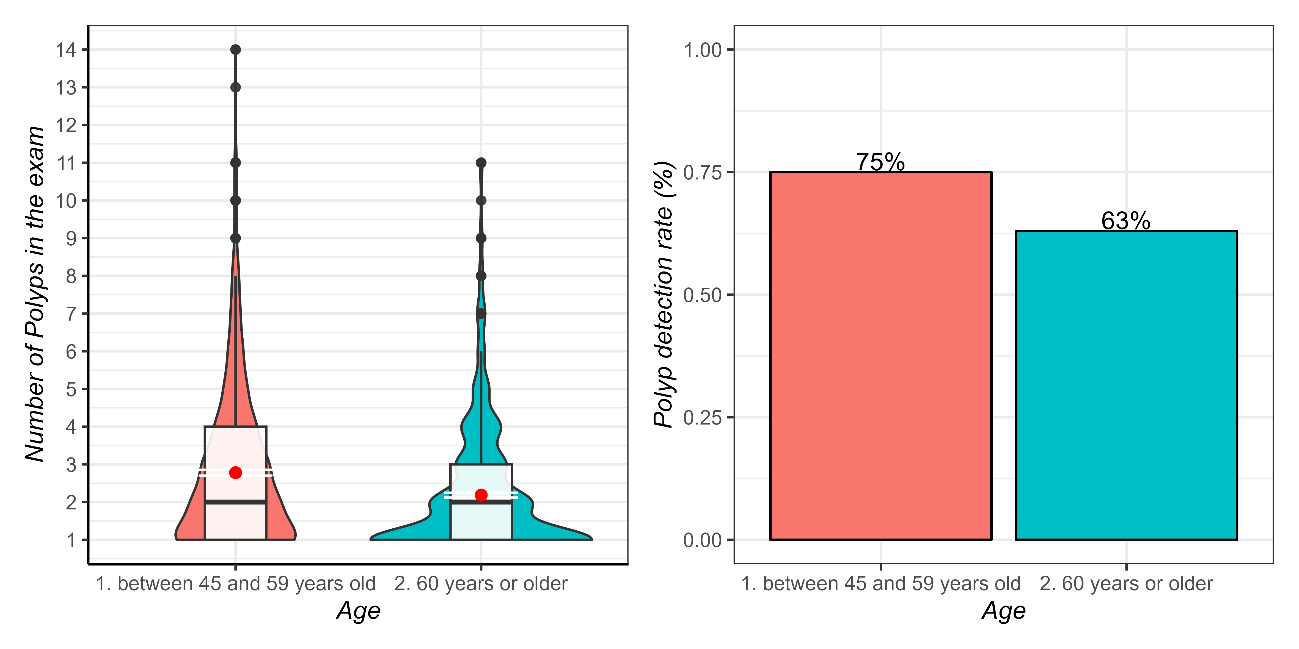 Number of Polyps in the exam
14
13
12
11
10
9
8
7
6
5
4
3
2
1
1. between 45 and 59 years old
2. 60 years or older
Age
Polyp detection rate (%)
1.00
0.75
0.50
0.25
0.00
75%
63%
1. between 45 and 59 years old
2. 60 years or older
Age